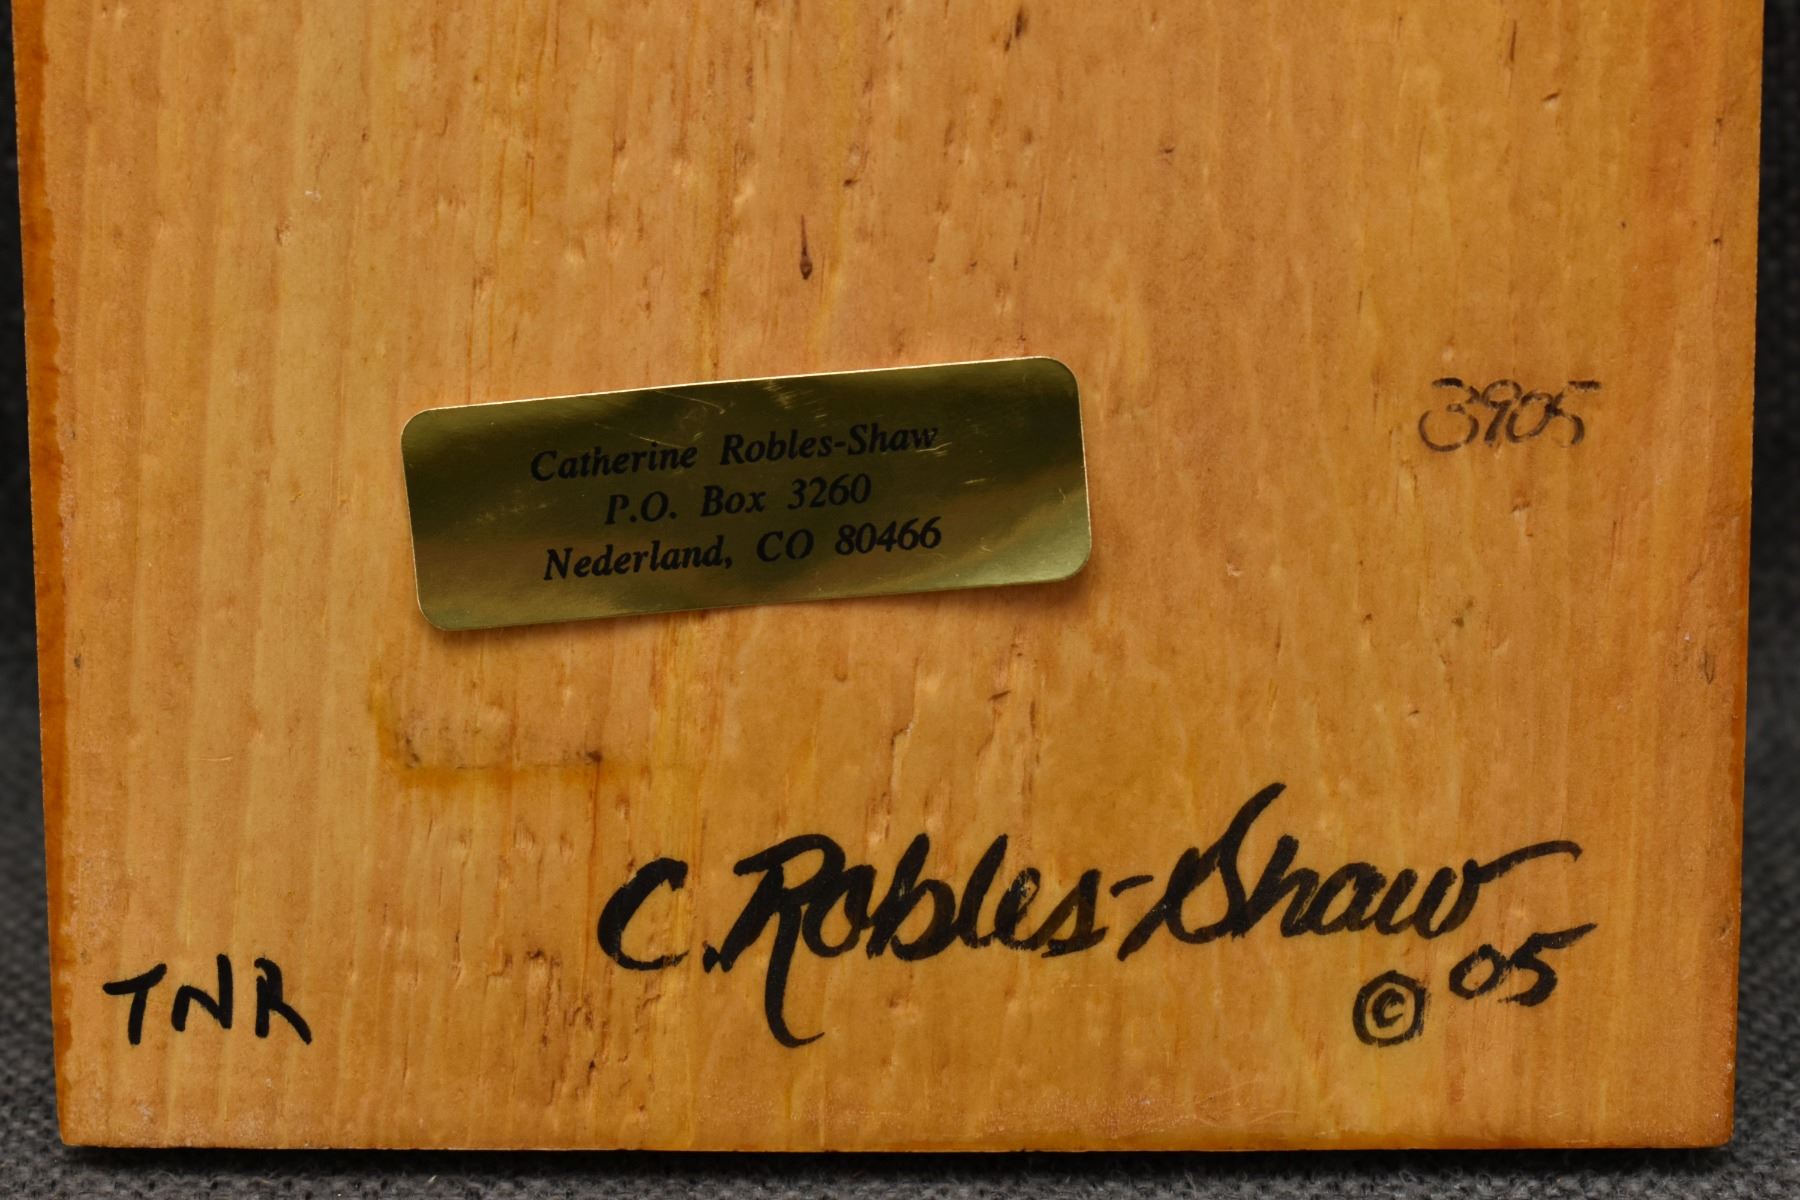 Catherine Robles-Shaw
P.O. Box 3260
Nederland, CO 80466
3905
C. Robles-Shaw
© 05
TNR